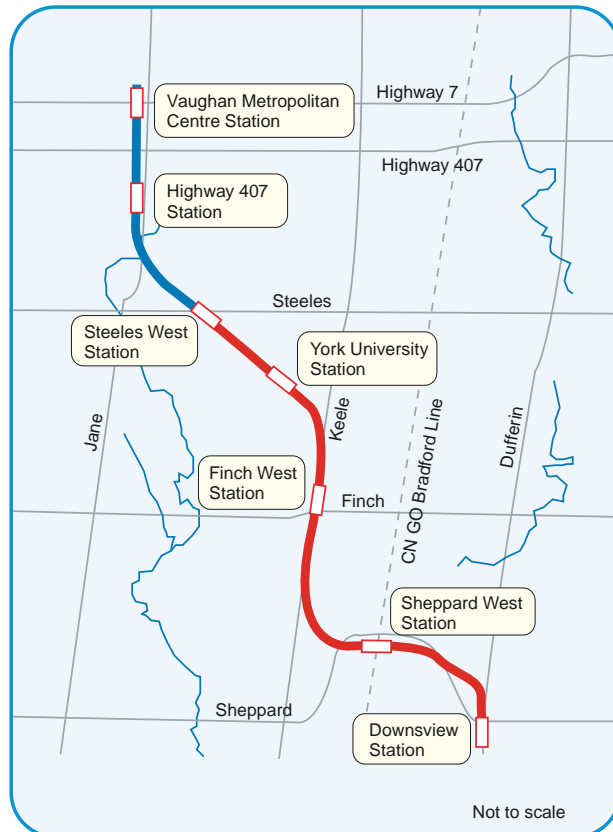 Highway 7
Vaughan Metropolitan
Centre Station
Highway 407
Highway 407
Station
Steeles
Steeles West
Station
York University
Station
Jane
Keele
CN GO Bradford Line
Dufferin
Finch West
Station
Finch
Sheppard West
Station
Sheppard
Downsview
Station
Not to scale